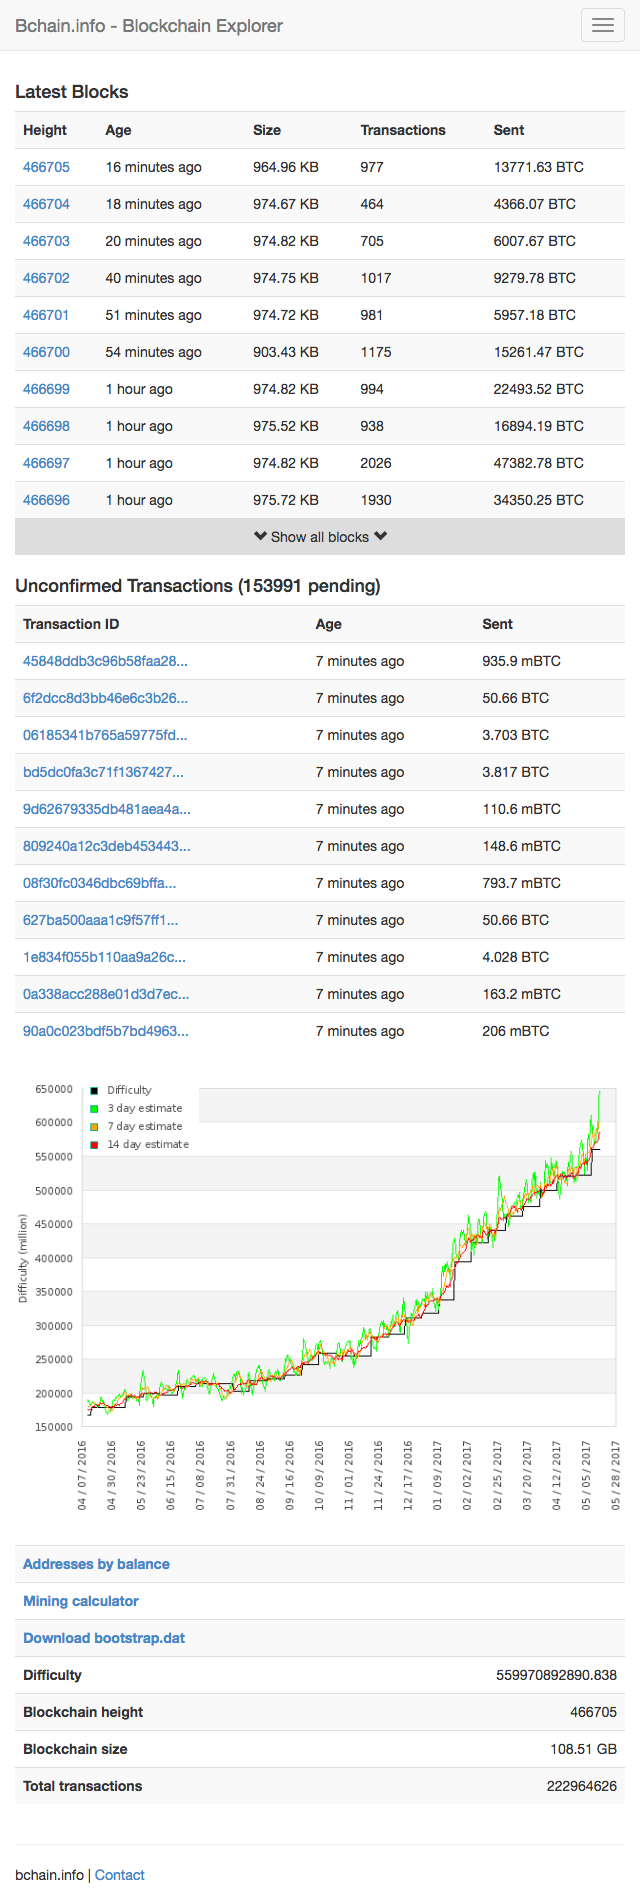 Bchain.info - Blockchain Explorer
Latest Blocks
Height Age Size Transactions Sent
466705 16 minutes ago 964.96 KB 977 13771.63 BTC
466704 18 minutes ago 974.67 KB 464 4366.07 BTC
466703 20 minutes ago 974.82 KB 705 6007.67 BTC
466702 40 minutes ago 974.75 KB 1017 9279.78 BTC
466701 51 minutes ago 974.72 KB 981 5957.18 BTC
466700 54 minutes ago 903.43 KB 1175 15261.47 BTC
466699 1 hour ago 974.82 KB 994 22493.52 BTC
466698 1 hour ago 975.52 KB 938 16894.19 BTC
466697 1 hour ago 974.82 KB 2026 47382.78 BTC
466696 1 hour ago 975.72 KB 1930 34350.25 BTC
Show all blocks
Unconfirmed Transactions (153991 pending)
Transaction ID Age Sent
45848ddb3c96b58faa28... 7 minutes ago 935.9 mBTC
6f2dcc8d3bb46e6c3b26... 7 minutes ago 50.66 BTC
06185341b765a59775fd... 7 minutes ago 3.703 BTC
bd5dc0fa3c71f1367427... 7 minutes ago 3.817 BTC
9d62679335db481aea4a... 7 minutes ago 110.6 mBTC
809240a12c3deb453443... 7 minutes ago 148.6 mBTC
08f30fc0346dbc69bffa... 7 minutes ago 793.7 mBTC
627ba500aaa1c9f57ff1... 7 minutes ago 50.66 BTC
1e834f055b110aa9a26c... 7 minutes ago 4.028 BTC
0a338acc288e01d3d7ec... 7 minutes ago 163.2 mBTC
90a0c023bdf5b7bd4963... 7 minutes ago 206 mBTC
Difficulty
3 day estimate
7 day estimate
14 day estimate
Difficulty (million)
650000
600000
550000
500000
450000
400000
350000
300000
250000
200000
150000
04 / 07 / 2016
04 / 30 / 2016
05 / 23 / 2016
06 / 15 / 2016
07 / 08 / 2016
07 / 31 / 2016
08 / 24 / 2016
09 / 16 / 2016
10 / 09 / 2016
11 / 01 / 2016
11 / 24 / 2016
12 / 17 / 2016
01 / 09 / 2017
02 / 02 / 2017
02 / 25 / 2017
03 / 20 / 2017
04 / 12 / 2017
05 / 05 / 2017
05 / 28 / 2017
Addresses by balance
Mining calculator
Download bootstrap.dat
Difficulty 559970892890.838
Blockchain height 466705
Blockchain size 108.51 GB
Total transactions 222964626
bchain.info | Contact